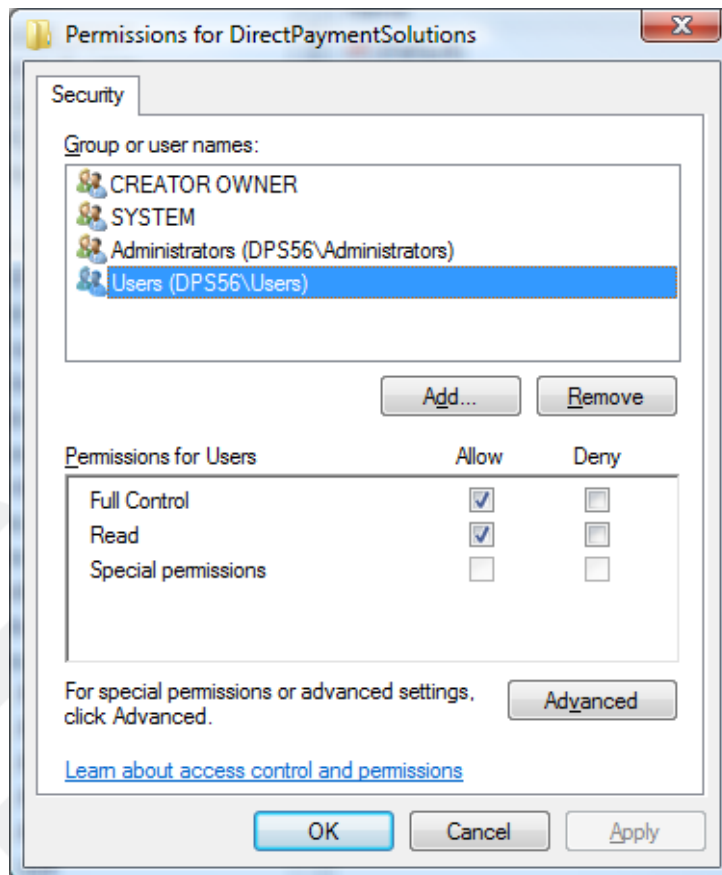 Permissions for DirectPaymentSolutions
Security
Group or user names:
CREATOR OWNER
SYSTEM
Administrators (DPS56\Administrators)
Users (DPS56\Users)
Add... Remove
Permissions for Users Allow Deny
Full Control
Read
Special permissions
For special permissions or advanced settings, Advanced
click Advanced.
Learn about access control and permissions
OK Cancel Apply